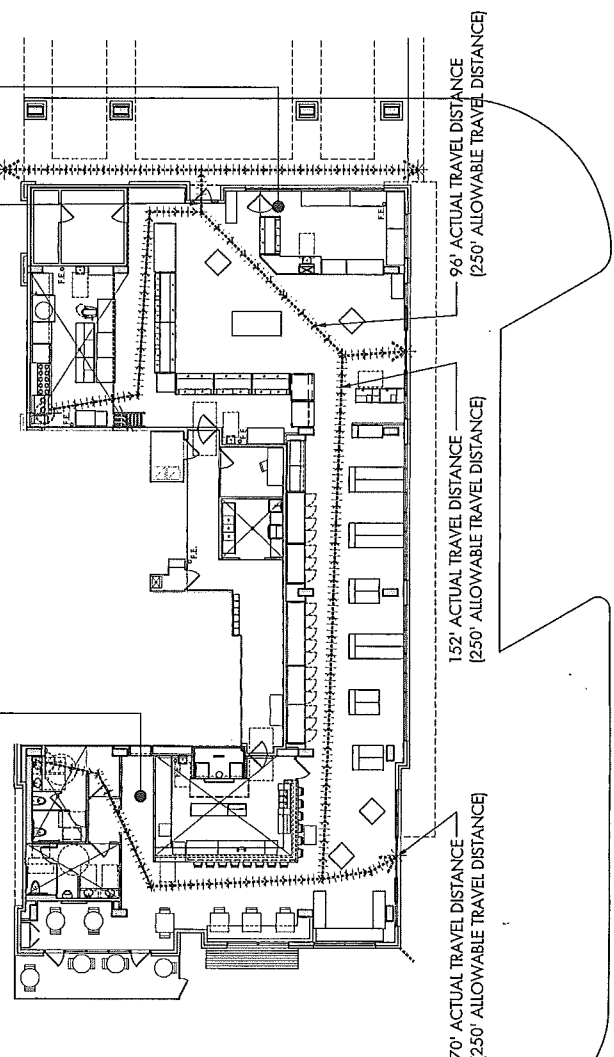 96' ACTUAL TRAVEL DISTANCE
(250' ALLOWABLE TRAVEL DISTANCE)
152' ACTUAL TRAVEL DISTANCE
(250' ALLOWABLE TRAVEL DISTANCE)
70' ACTUAL TRAVEL DISTANCE
(250' ALLOWABLE TRAVEL DISTANCE)
F.E.
F.E.
F.E.
F.E.
F.E.